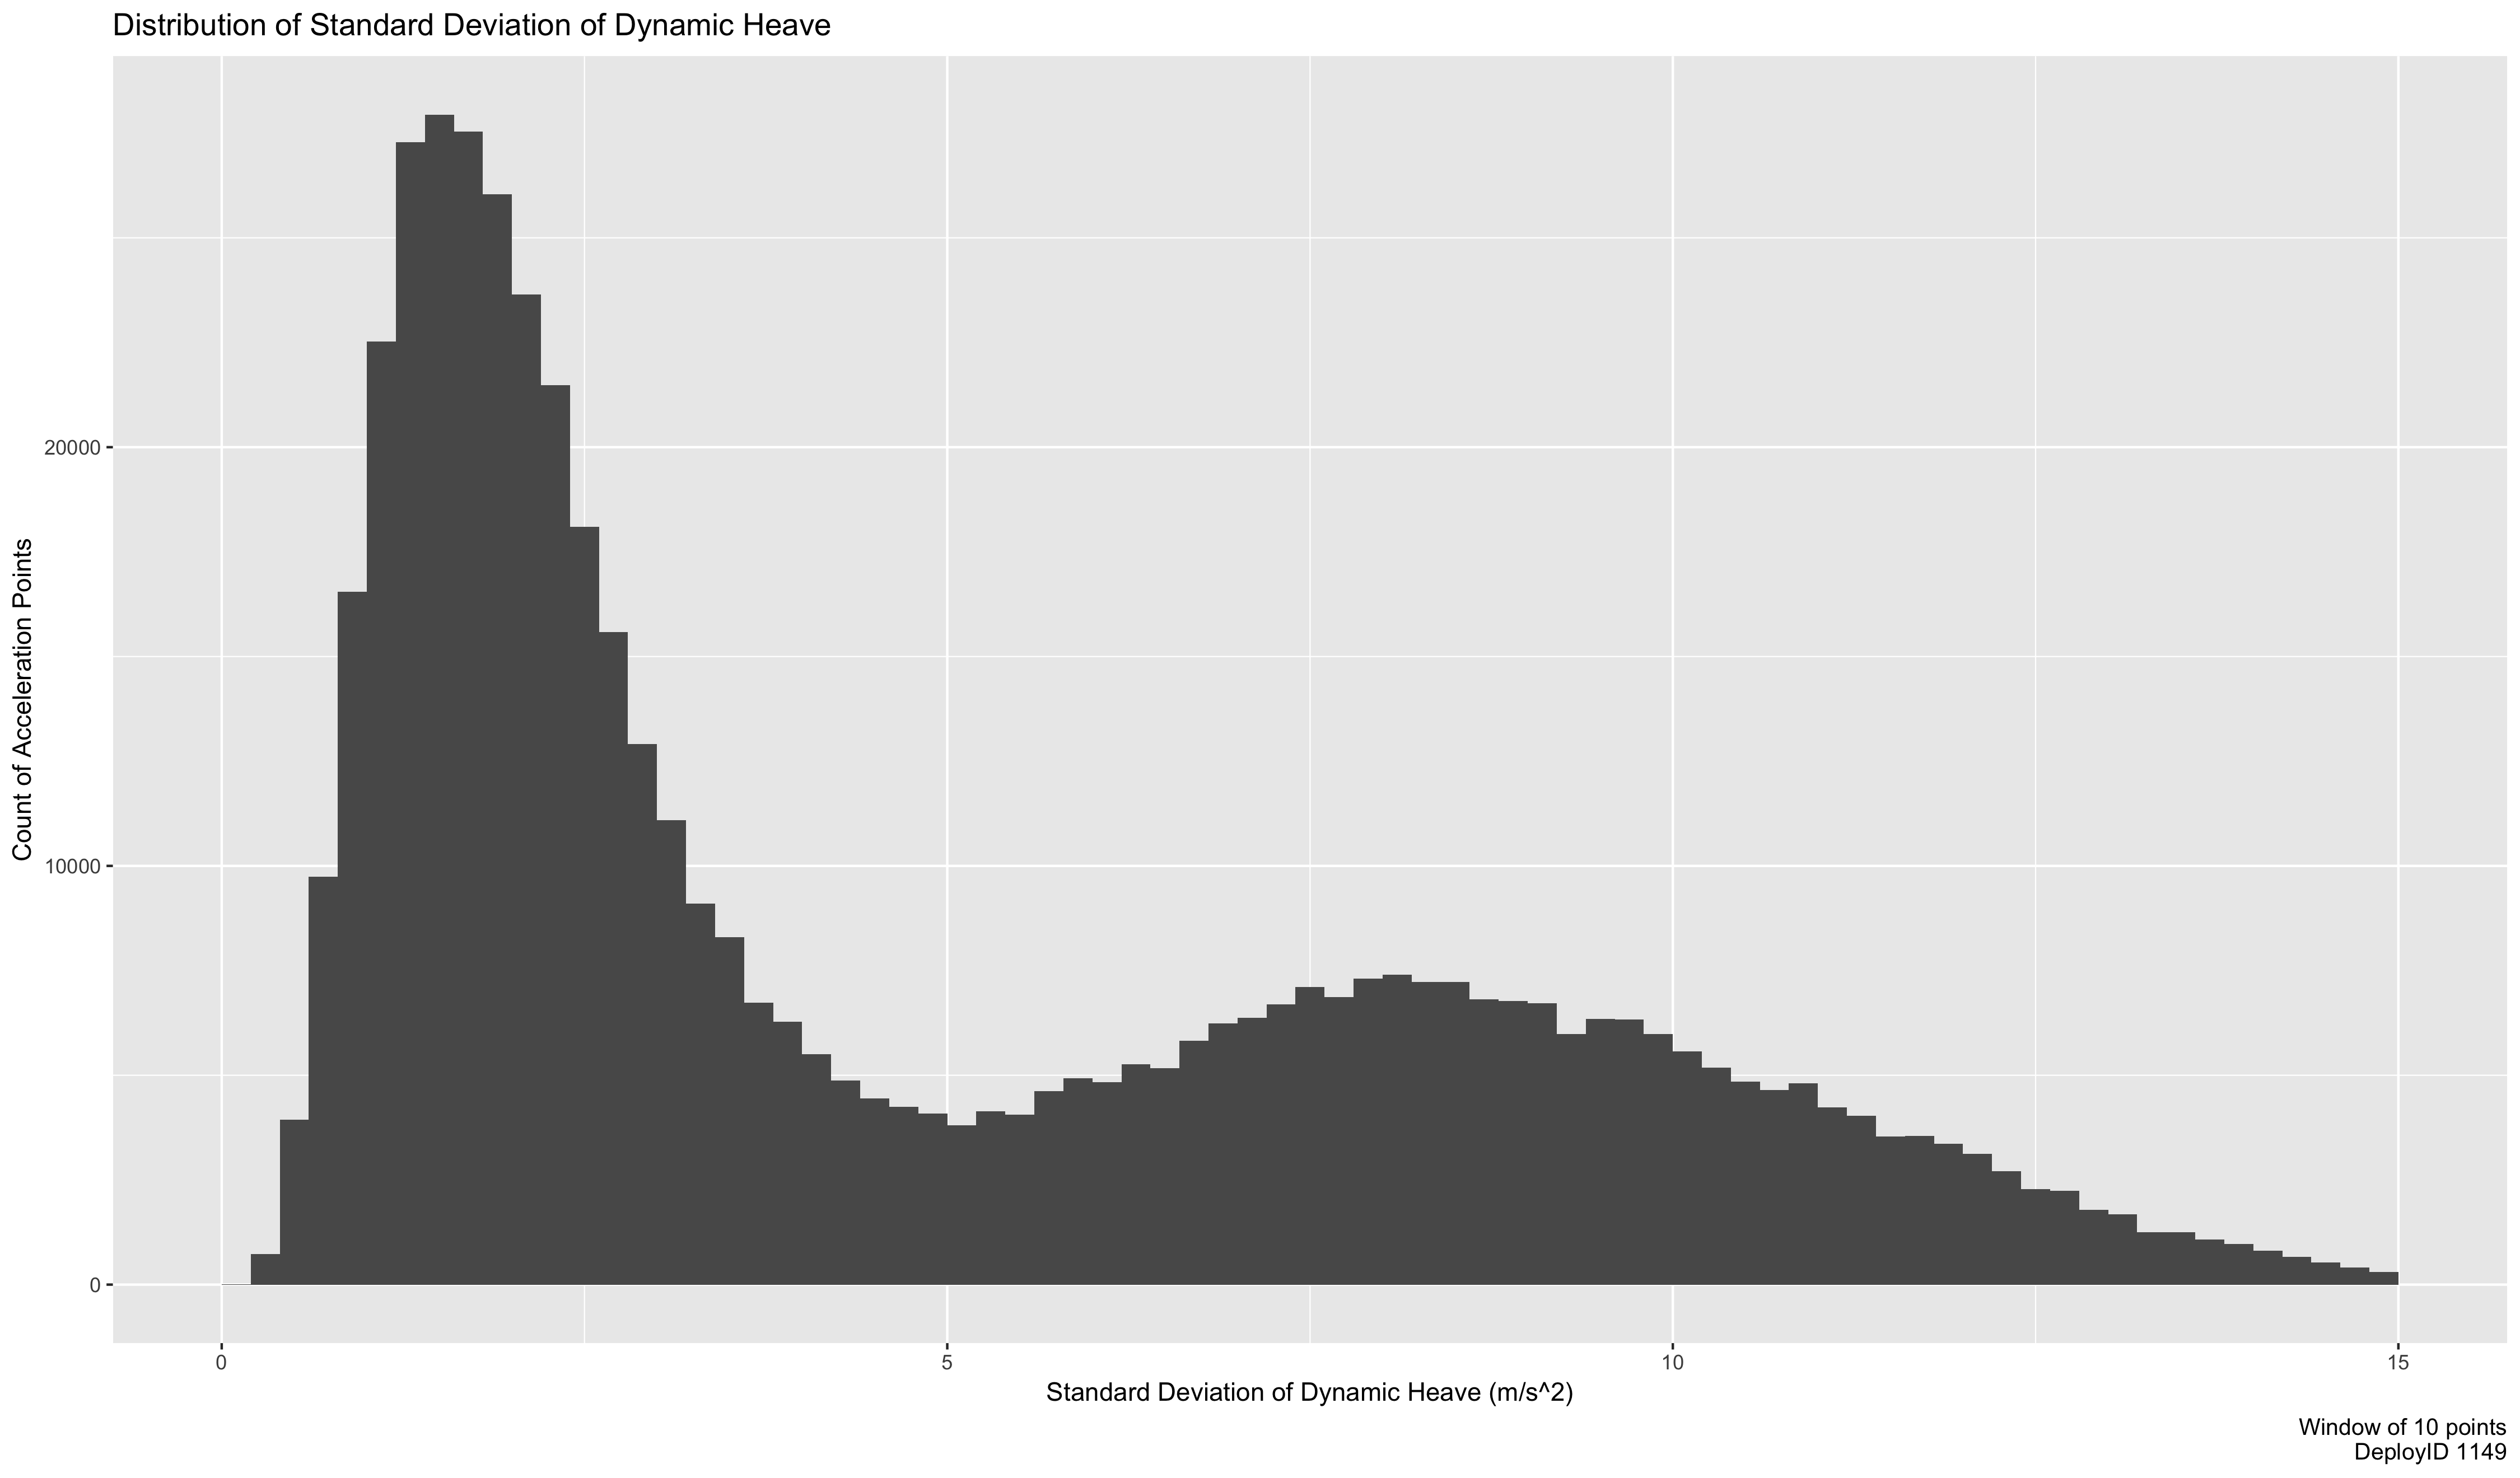 Distribution of Standard Deviation of Dynamic Heave
Count of Acceleration Points
20000
10000
0
0
5
10
15
Standard Deviation of Dynamic Heave (m/s^2)
Window of 10 points
DeployID 1149